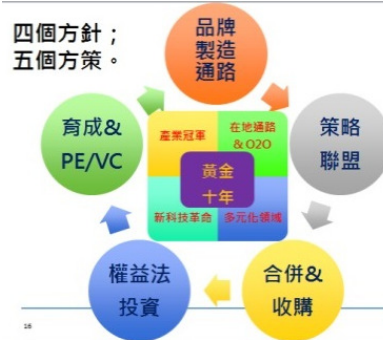 四個方針；
五個方策。
品牌
製造
通路
策略
聯盟
合併&
收購
權益法
投資
育成&
PE/VC
產業冠軍
在地通路
& O2O
黃金
十年
新科技革命
多元化領域
16